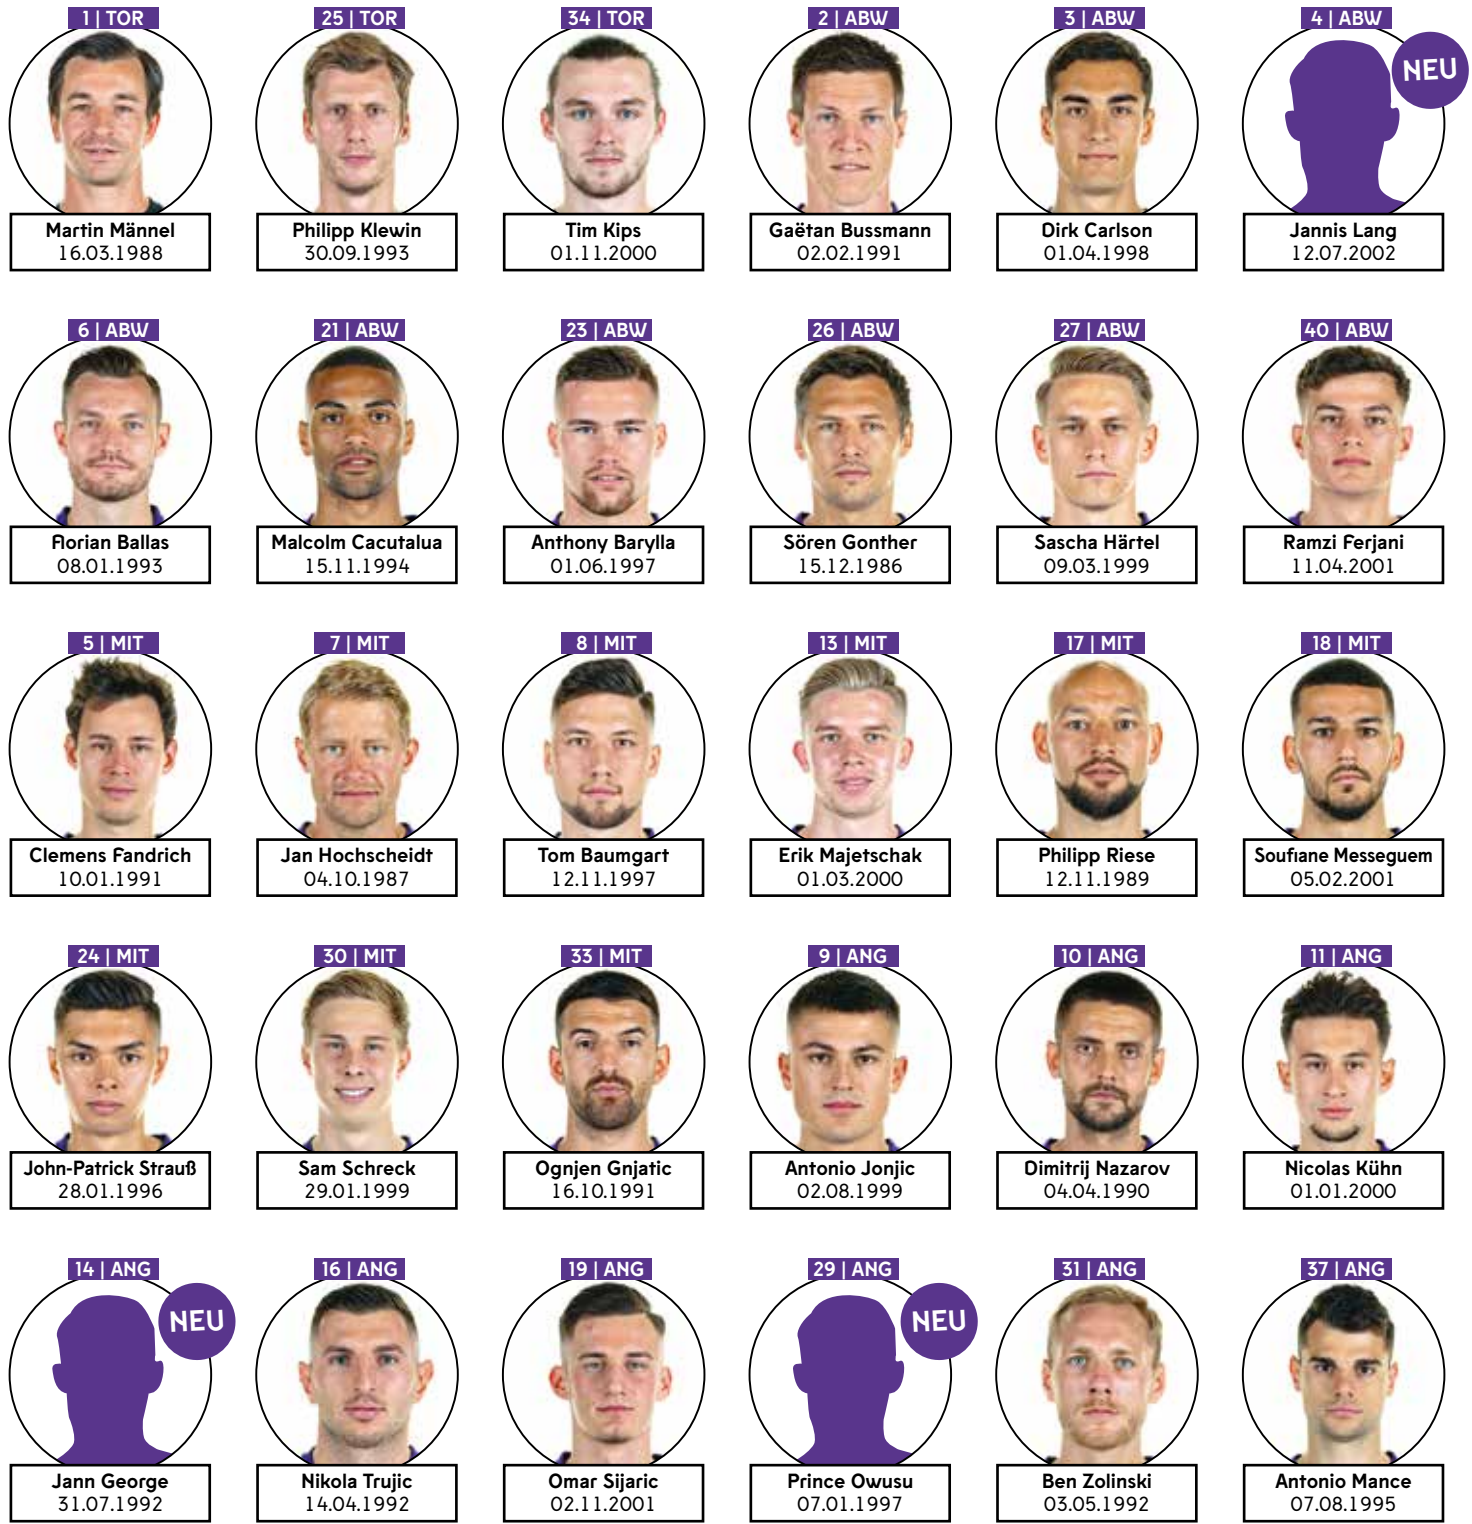 1 | TOR
25 | TOR
34 | TOR
2 | ABW
3 | ABW
4 | ABW
NEU
Martin Männel
16.03.1988
Philipp Klewin
30.09.1993
Tim Kips
01.11.2000
Gaëtan Bussmann
02.02.1991
Dirk Carlson
01.04.1998
Jannis Lang
12.07.2002
6 | ABW
21 | ABW
23 | ABW
26 | ABW
27 | ABW
40 | ABW
Florian Ballas
08.01.1993
Malcolm Cacutalua
15.11.1994
Anthony Barylla
01.06.1997
Sören Gonther
15.12.1986
Sascha Härtel
09.03.1999
Ramzi Ferjani
11.04.2001
5 | MIT
7 | MIT
8 | MIT
13 | MIT
17 | MIT
18 | MIT
Clemens Fandrich
10.01.1991
Jan Hochscheidt
04.10.1987
Tom Baumgart
12.11.1997
Erik Majetschak
01.03.2000
Philipp Riese
12.11.1989
Soufiane Messeguem
05.02.2001
24 | MIT
30 | MIT
33 | MIT
9 | ANG
10 | ANG
11 | ANG
John-Patrick Strauß
28.01.1996
Sam Schreck
29.01.1999
Ognjen Gnjatic
16.10.1991
Antonio Jonjic
02.08.1999
Dimitrij Nazarov
04.04.1990
Nicolas Kühn
01.01.2000
14 | ANG
NEU
16 | ANG
19 | ANG
29 | ANG
NEU
31 | ANG
37 | ANG
Jann George
31.07.1992
Nikola Trujic
14.04.1992
Omar Sijaric
02.11.2001
Prince Owusu
07.01.1997
Ben Zolinski
03.05.1992
Antonio Mance
07.08.1995